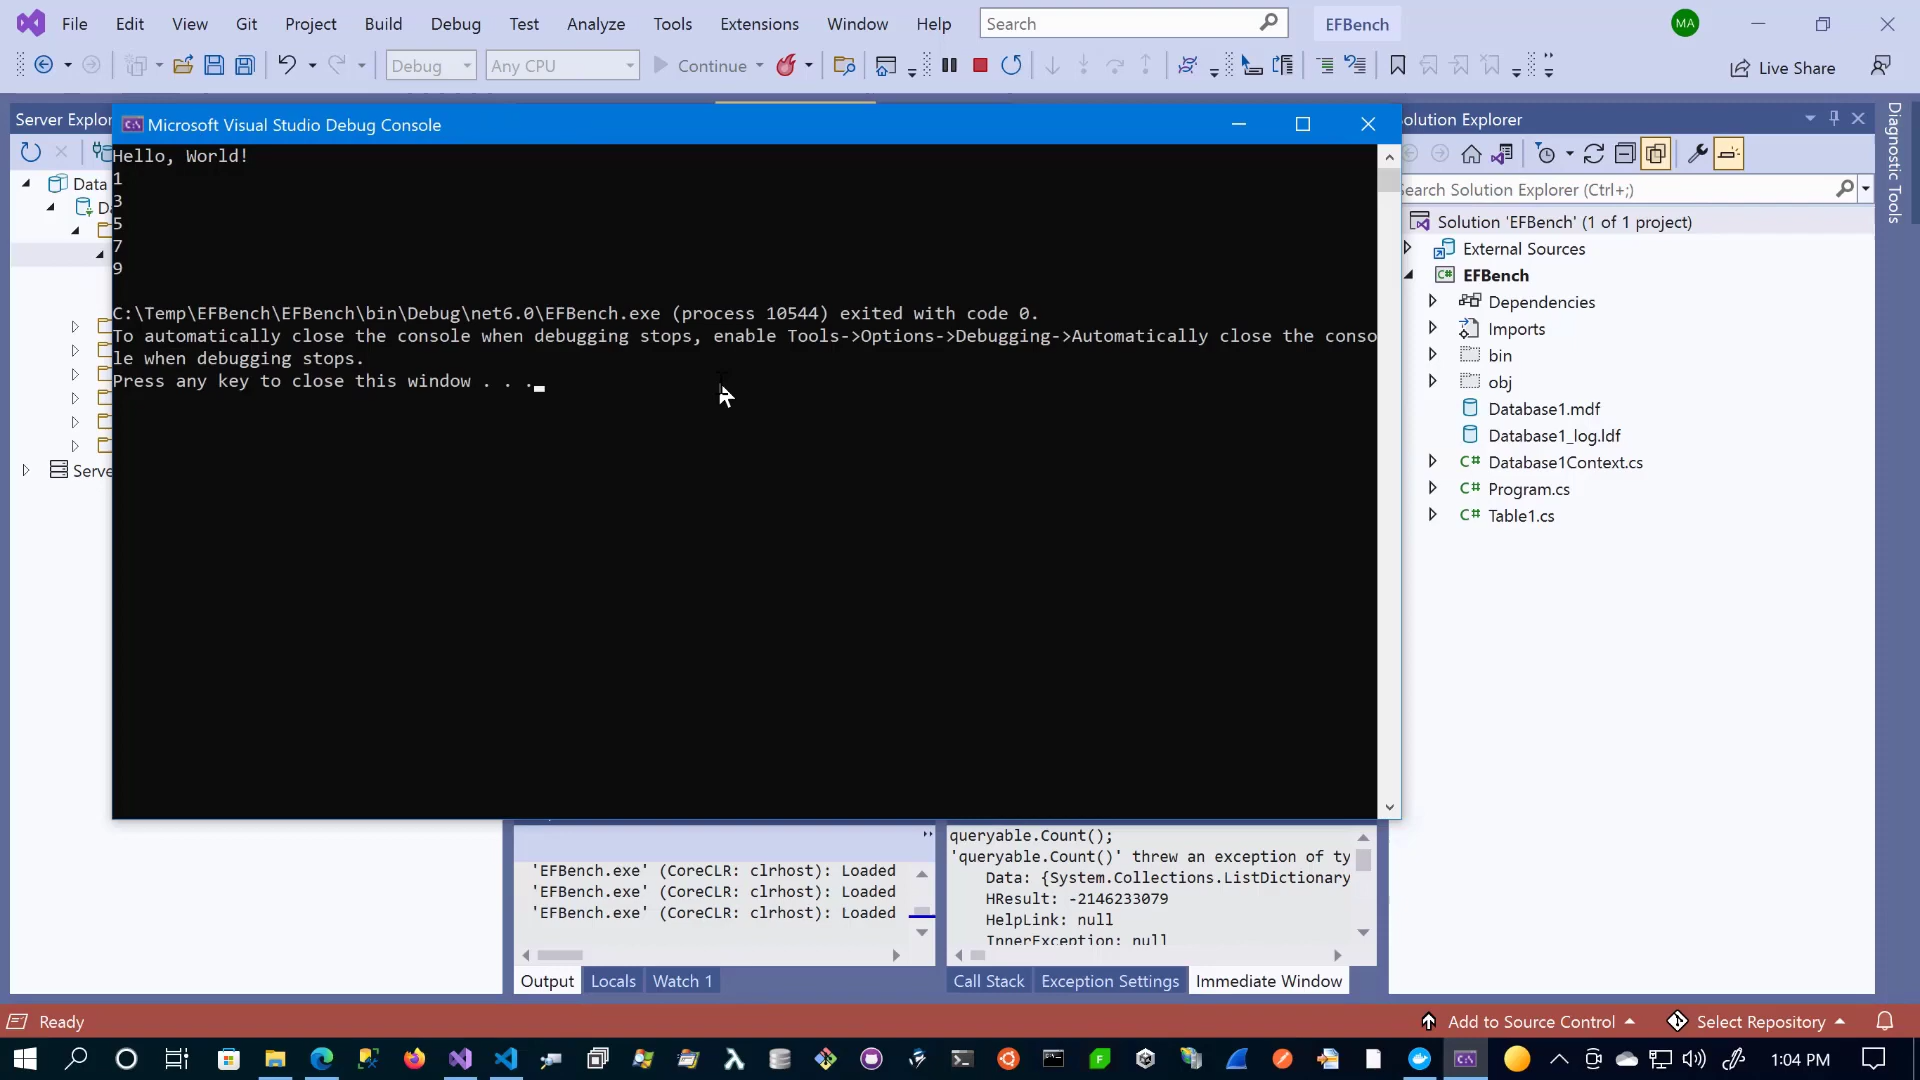 File Edit View Git Project Build Debug Test Analyze Tools Extensions Window Help Search EFBench MA
Debug Any CPU Continue Live Share
Server Explor
Microsoft Visual Studio Debug Console
olution Explorer
Diagnostic Tools
Hello, World!
1
3
5
7
9
C:\Temp\EFBench\EFBench\bin\Debug\net6.0\EFBench.exe (process 10544) exited with code 0.
To automatically close the console when debugging stops, enable Tools->Options->Debugging->Automatically close the conso
le when debugging stops.
Press any key to close this window . . .
Data
Da
Serve
earch Solution Explorer (Ctrl+;)
Solution 'EFBench' (1 of 1 project)
External Sources
C# EFBench
Dependencies
Imports
bin
obj
Database1.mdf
Database1_log.ldf
C# Database1Context.cs
C# Program.cs
C# Table1.cs
'EFBench.exe' (CoreCLR: clrhost): Loaded
'EFBench.exe' (CoreCLR: clrhost): Loaded
'EFBench.exe' (CoreCLR: clrhost): Loaded
Output Locals Watch 1
queryable.Count();
'queryable.Count()' threw an exception of ty
Data: {System.Collections.ListDictionary
HResult: -2146233079
HelpLink: null
InnerException: null
Call Stack Exception Settings Immediate Window
Ready Add to Source Control Select Repository
1:04 PM